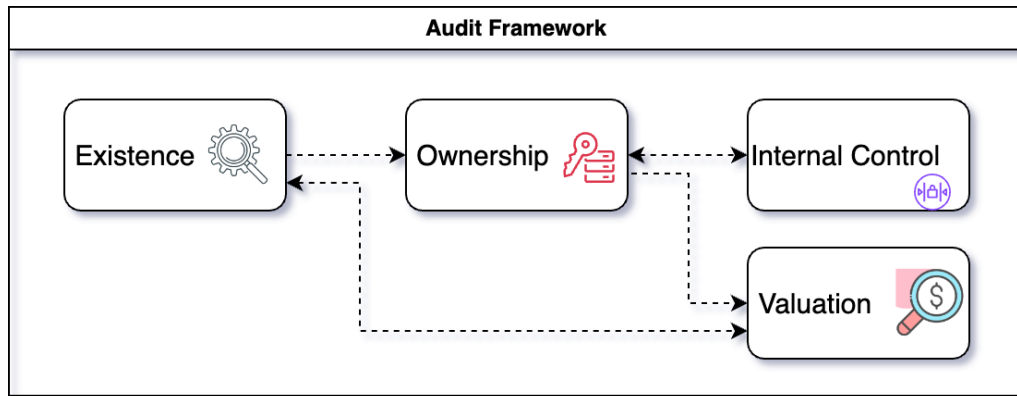 Audit Framework
Existence
Ownership
Internal Control
Valuation
$